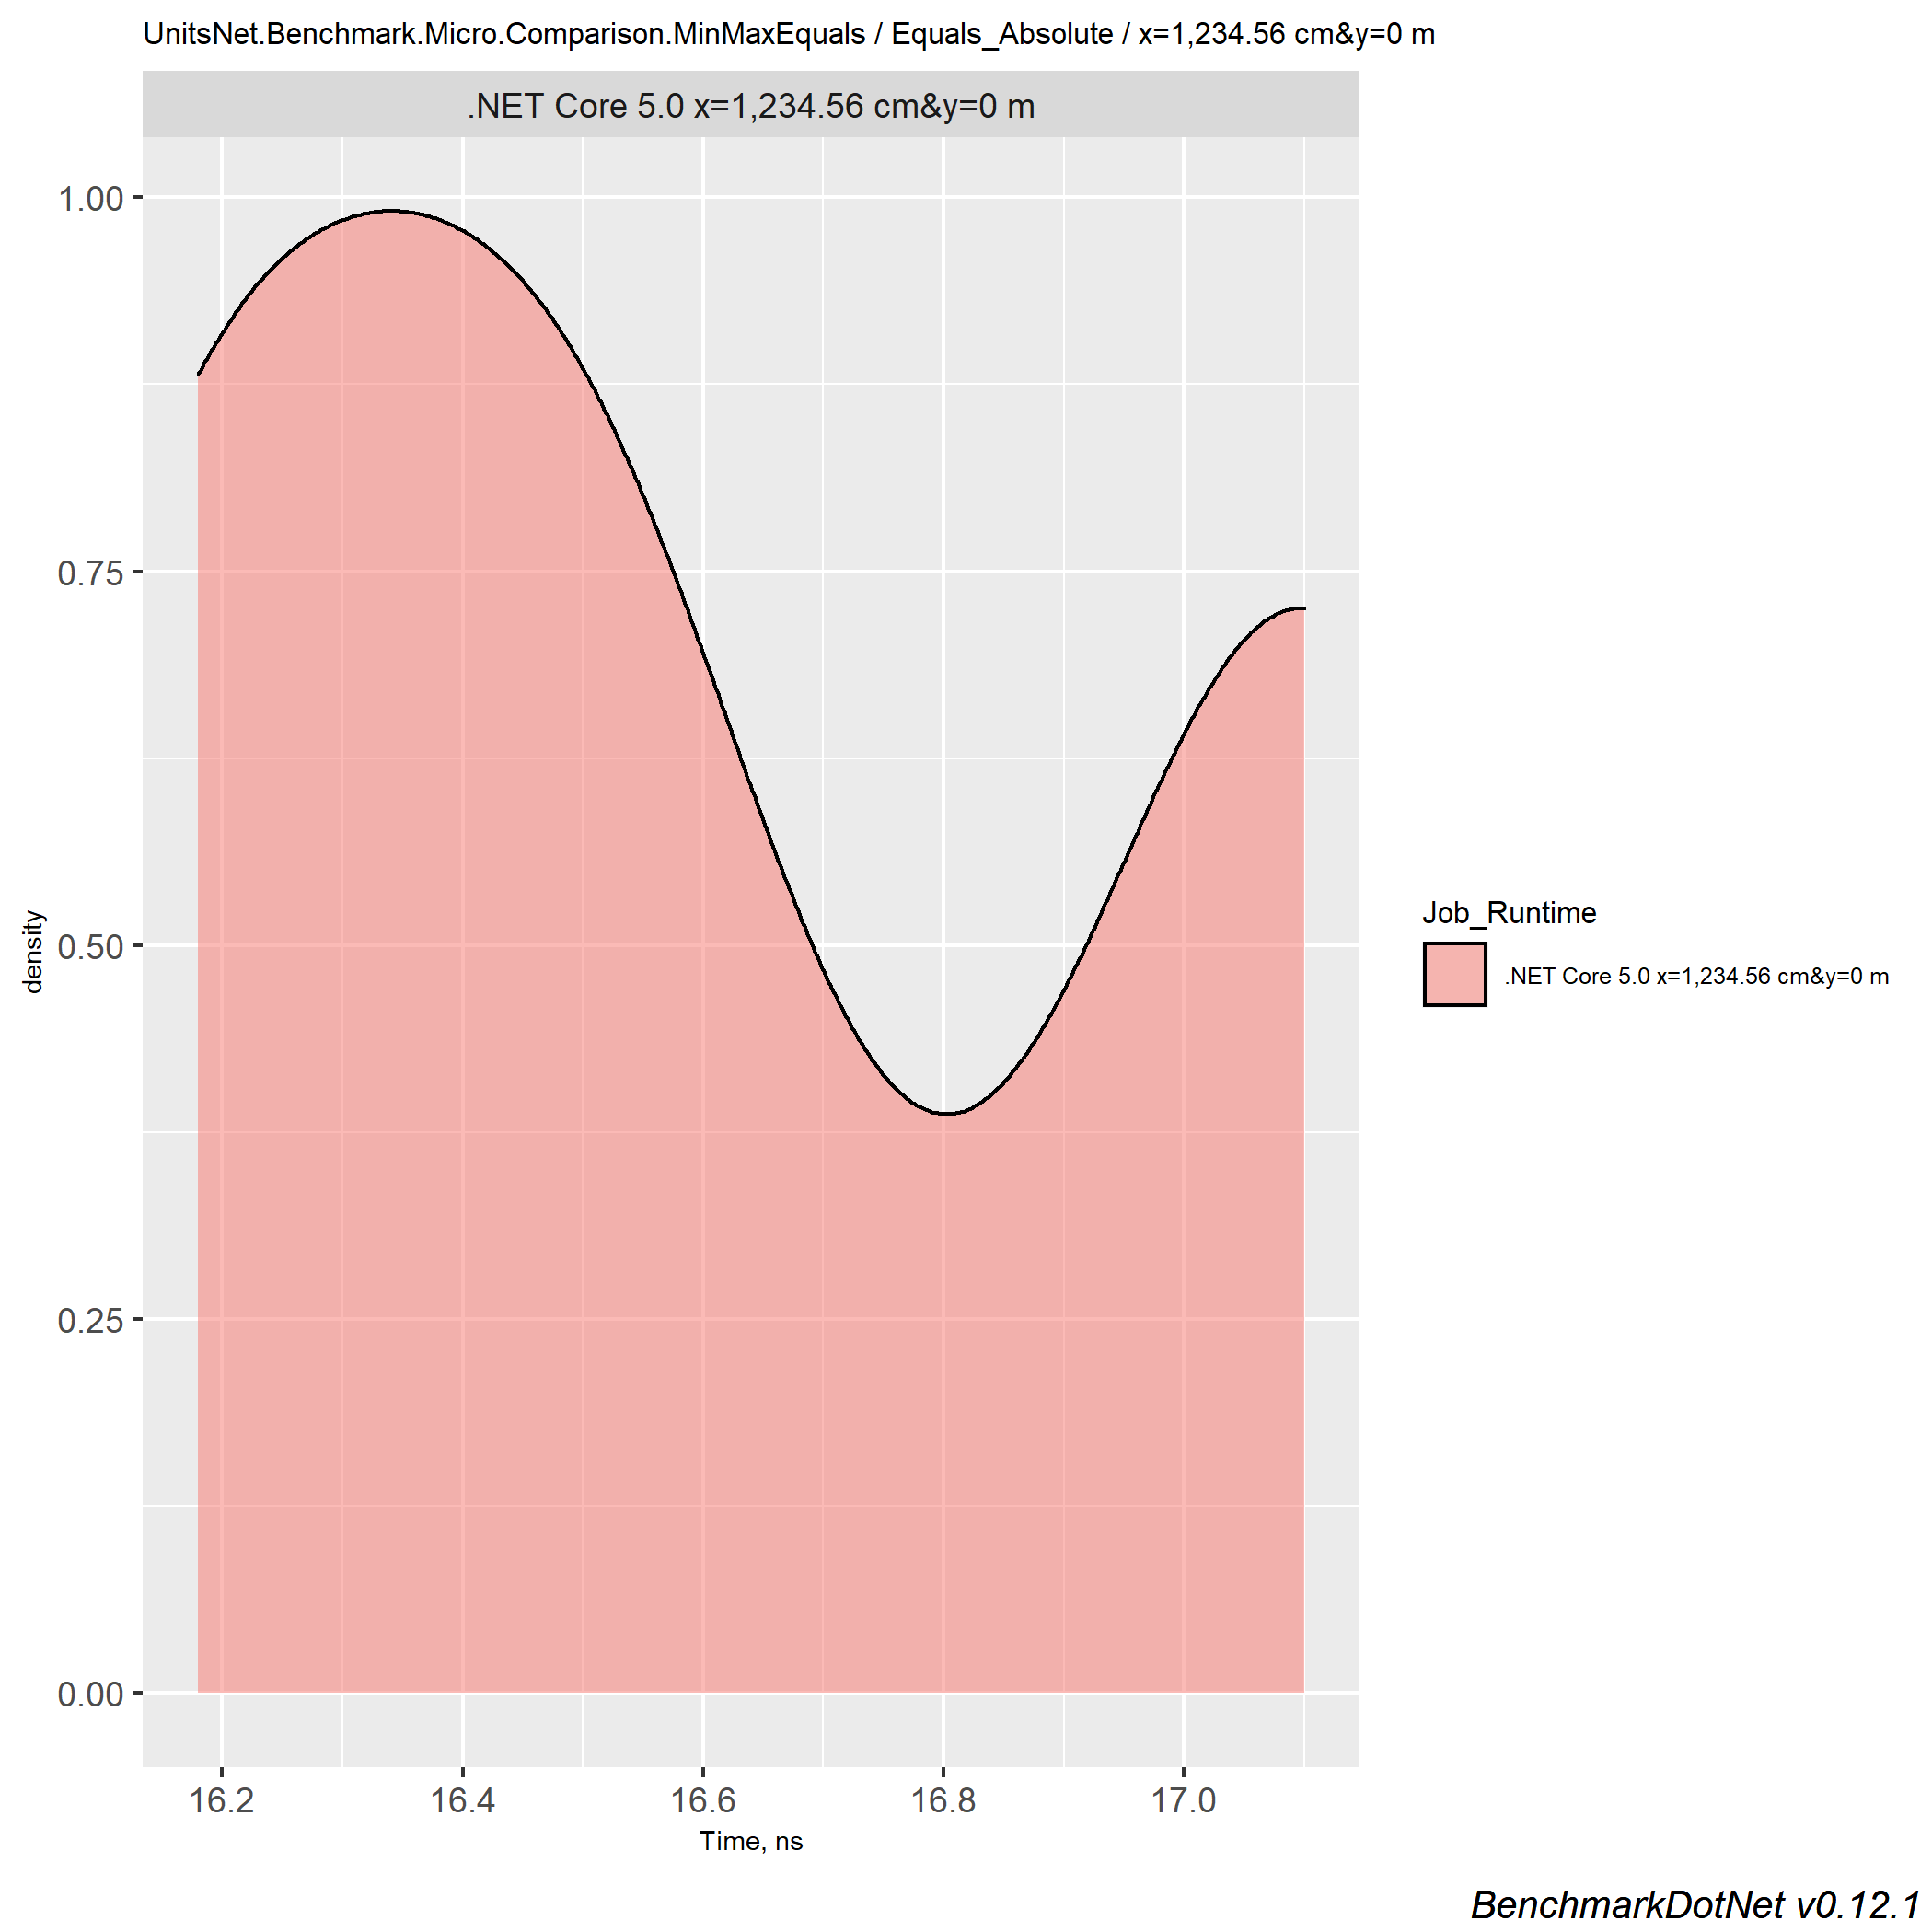 UnitsNet.Benchmark.Micro.Comparison.MinMaxEquals / Equals_Absolute / x=1,234.56 cm&y=0 m
.NET Core 5.0 x=1,234.56 cm&y=0 m
1.00
0.75
0.50
0.25
0.00
density
16.2 16.4 16.6 16.8 17.0
Time, ns
Job_Runtime
.NET Core 5.0 x=1,234.56 cm&y=0 m
BenchmarkDotNet v0.12.1